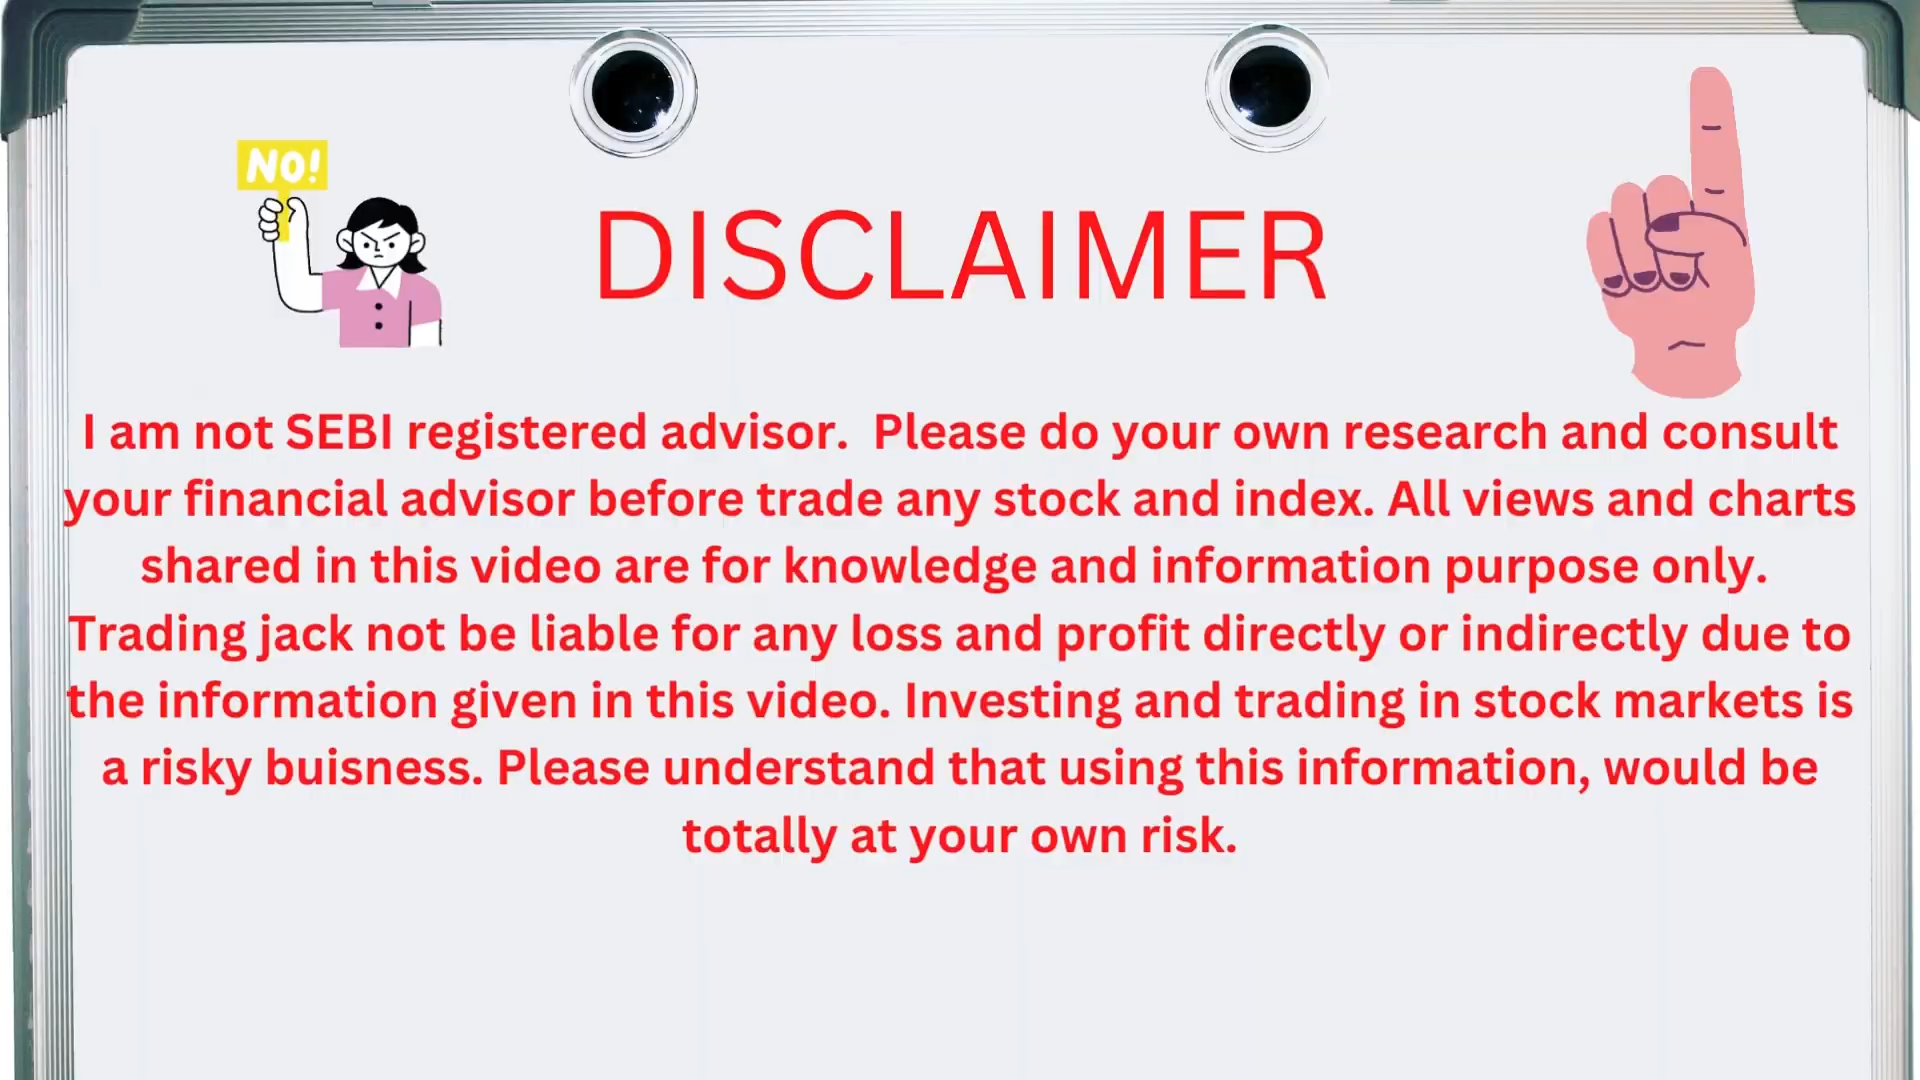 NO!
DISCLAIMER
I am not SEBI registered advisor.  Please do your own research and consult
your financial advisor before trade any stock and index. All views and charts
shared in this video are for knowledge and information purpose only.
Trading jack not be liable for any loss and profit directly or indirectly due to
the information given in this video. Investing and trading in stock markets is
a risky buisness. Please understand that using this information, would be
totally at your own risk.